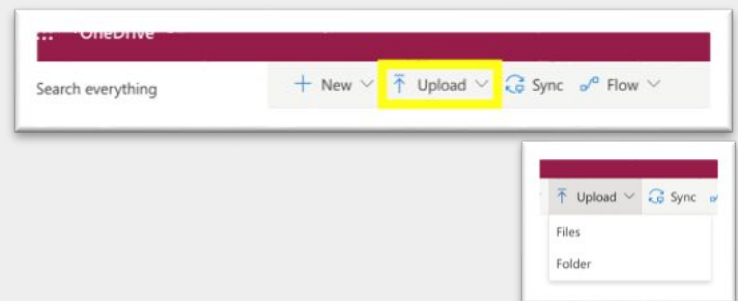 OneDrive
Search everything
New Upload Sync Flow
Upload Sync
Files
Folder